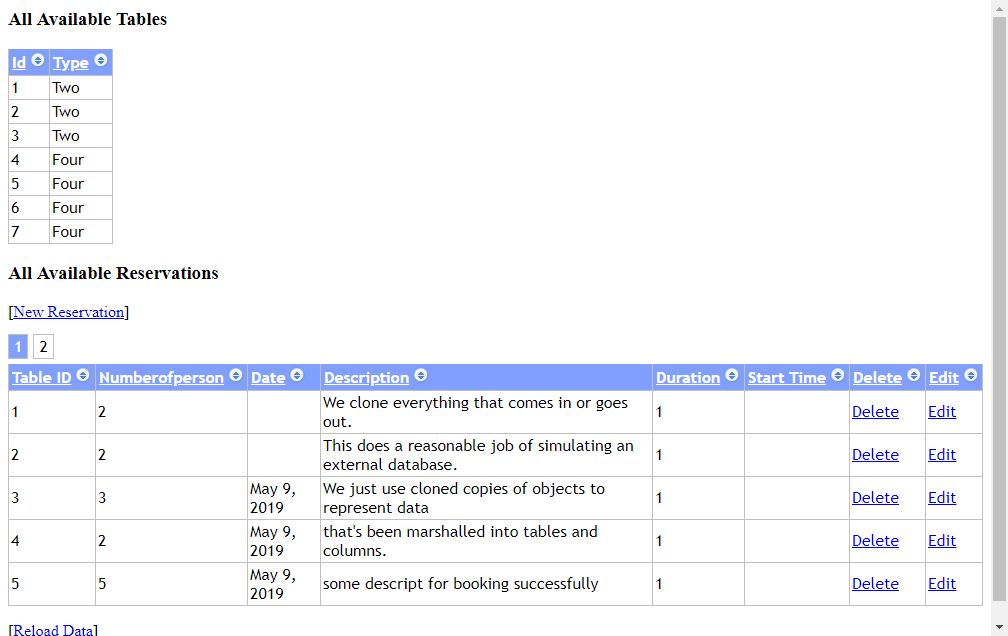 All Available Tables
Id Type
1 Two
2 Two
3 Two
4 Four
5 Four
6 Four
7 Four
All Available Reservations
[New Reservation]
1 2
Table ID Numberofperson Date Description Duration Start Time Delete Edit
1 2 We clone everything that comes in or goes out. 1 Delete Edit
2 2 This does a reasonable job of simulating an external database. 1 Delete Edit
3 3 May 9, 2019 We just use cloned copies of objects to represent data 1 Delete Edit
4 2 May 9, 2019 that's been marshalled into tables and columns. 1 Delete Edit
5 5 May 9, 2019 some descript for booking successfully 1 Delete Edit
[Reload Data]